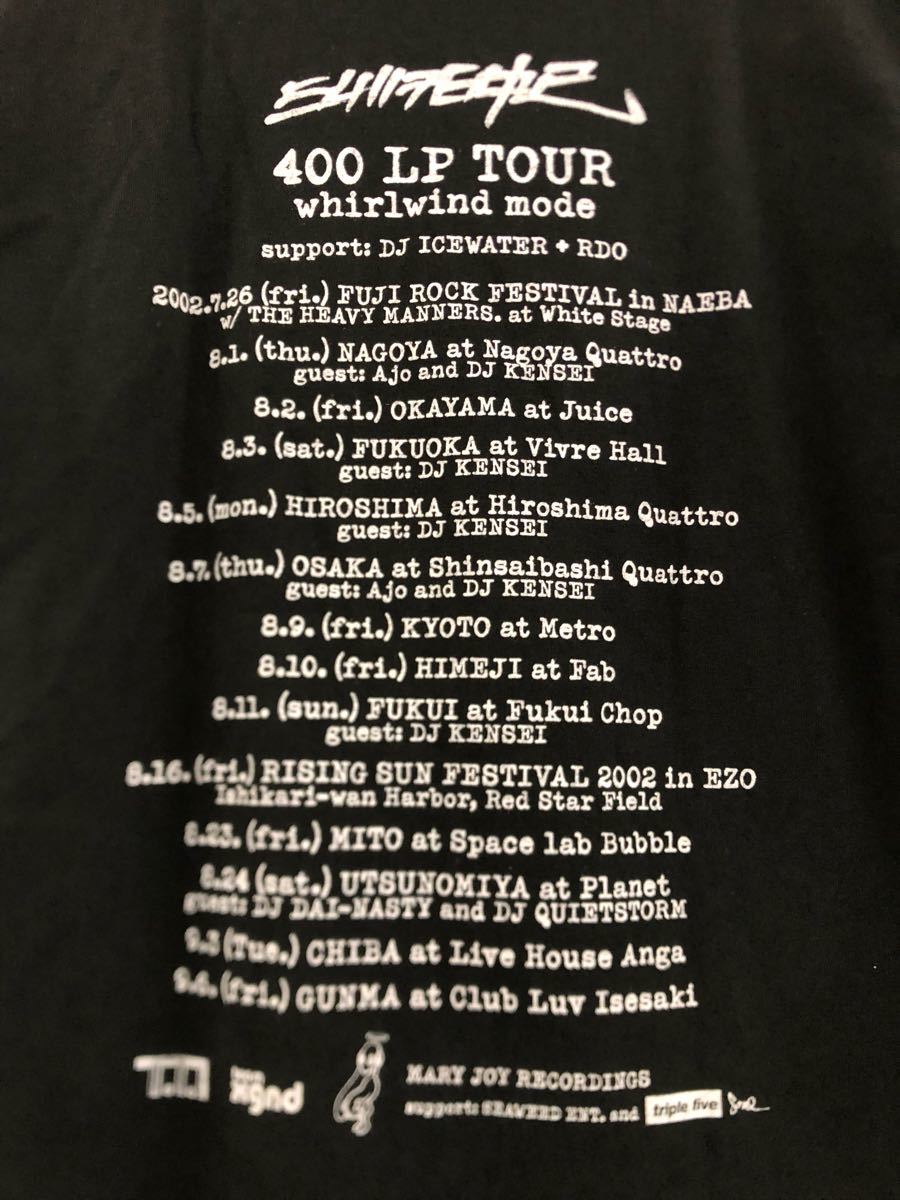 400 LP TOUR
whirlwind mode
support: DJ ICEWATER + RDO
2002.7.26 (fri.) FUJI ROCK FESTIVAL in NAEBA
w/ THE HEAVY MANNERS. at White Stage
8.1. (thu.) NAGOYA at Nagoya Quattro
guest: Ajo and DJ KENSEI
8.2. (fri.) OKAYAMA at Juice
8.3. (sat.) FUKUOKA at Vivre Hall
guest: DJ KENSEI
8.5. (mon.) HIROSHIMA at Hiroshima Quattro
guest: DJ KENSEI
8.7. (thu.) OSAKA at Shinsaibashi Quattro
guest: Ajo and DJ KENSEI
8.9. (fri.) KYOTO at Metro
8.10. (fri.) HIMEJI at Fab
8.11. (sun.) FUKUI at Fukui Chop
guest: DJ KENSEI
8.16. (fri.) RISING SUN FESTIVAL 2002 in EZO
Ishikari-wan Harbor, Red Star Field
8.23. (fri.) MITO at Space lab Bubble
8.24 (sat.) UTSUNOMIYA at Planet
guest: DJ DAI-NASTY and DJ QUIETSTORM
9.3 (Tue.) CHIBA at Live House Anga
9.6. (fri.) GUNMA at Club Luv Isesaki
MARY JOY RECORDINGS
support: SEAWEED ENT. and triple five